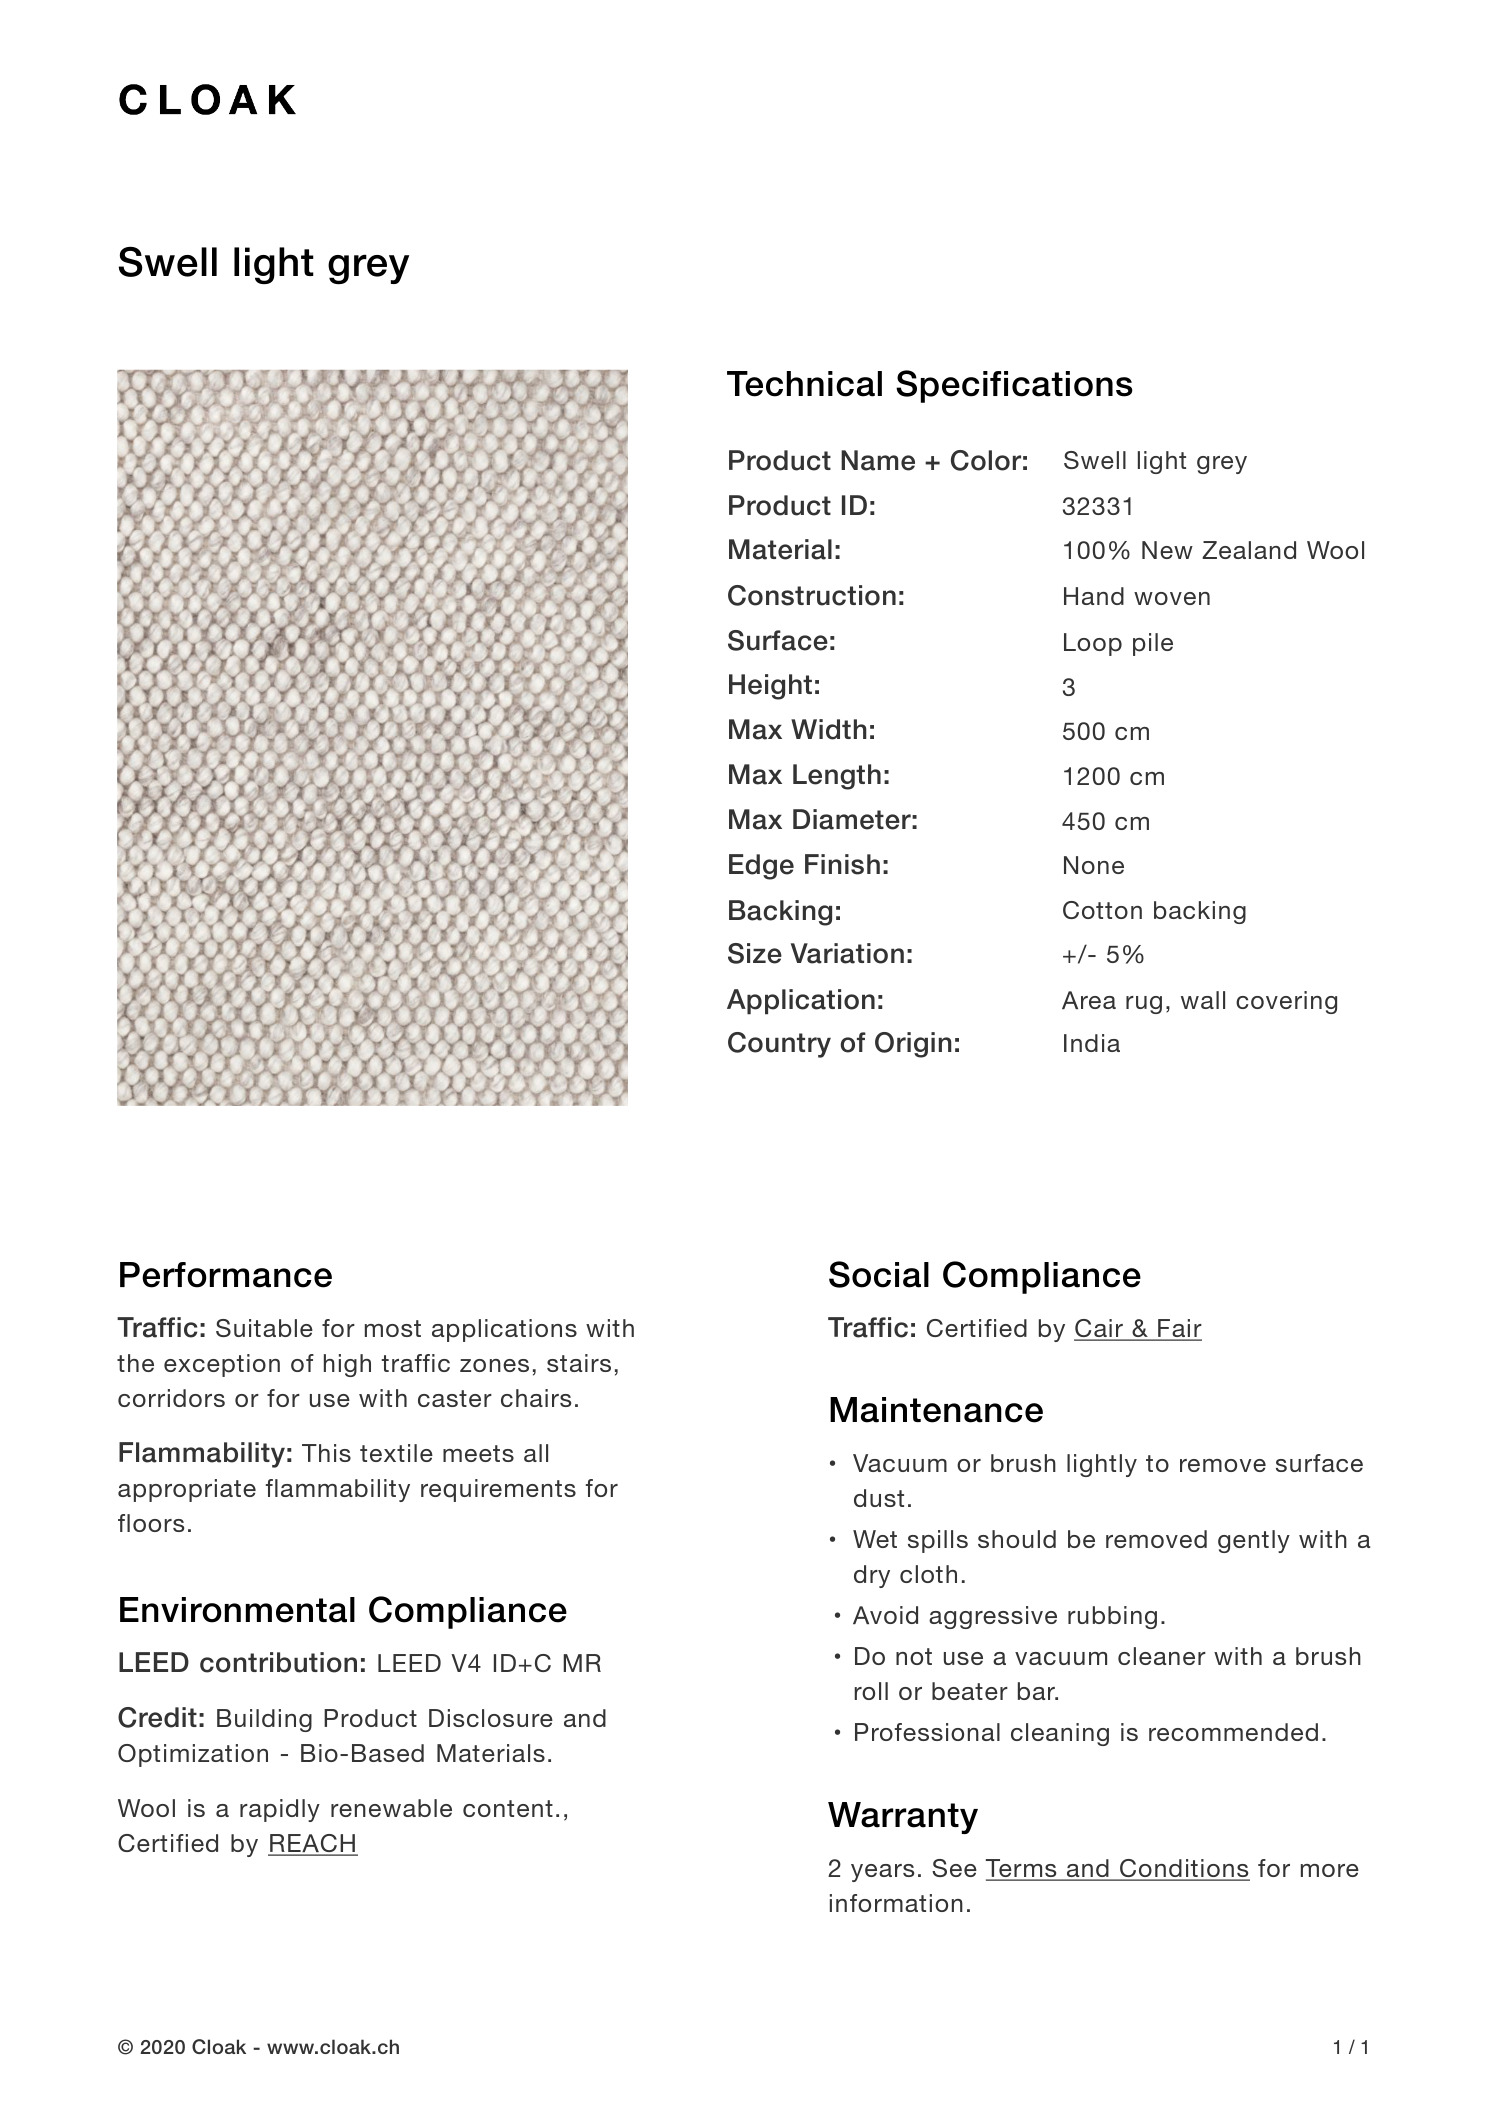 CLOAK
Swell light grey
Technical Specifications
Product Name + Color: Swell light grey
Product ID: 32331
Material: 100% New Zealand Wool
Construction: Hand woven
Surface: Loop pile
Height: 3
Max Width: 500 cm
Max Length: 1200 cm
Max Diameter: 450 cm
Edge Finish: None
Backing: Cotton backing
Size Variation: +/- 5%
Application: Area rug, wall covering
Country of Origin: India
Performance
Traffic: Suitable for most applications with
the exception of high traffic zones, stairs,
corridors or for use with caster chairs.
Flammability: This textile meets all
appropriate flammability requirements for
floors.
Environmental Compliance
LEED contribution: LEED V4 ID+C MR
Credit: Building Product Disclosure and
Optimization - Bio-Based Materials.
Wool is a rapidly renewable content.,
Certified by REACH
Social Compliance
Traffic: Certified by Cair & Fair
Maintenance
• Vacuum or brush lightly to remove surface
dust.
• Wet spills should be removed gently with a
dry cloth.
• Avoid aggressive rubbing.
• Do not use a vacuum cleaner with a brush
roll or beater bar.
• Professional cleaning is recommended.
Warranty
2 years. See Terms and Conditions for more
information.
© 2020 Cloak - www.cloak.ch
1 / 1